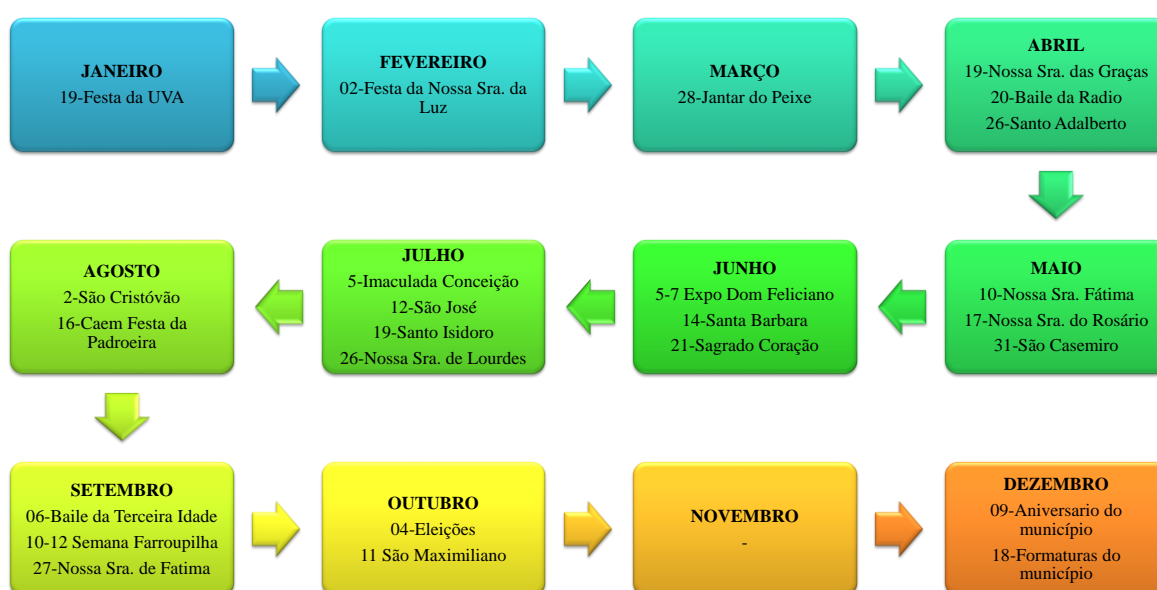 JANEIRO
19-Festa da UVA
FEVEREIRO
02-Festa da Nossa Sra. da
Luz
MARÇO
28-Jantar do Peixe
ABRIL
19-Nossa Sra. das Graças
20-Baile da Radio
26-Santo Adalberto
MAIO
10-Nossa Sra. Fátima
17-Nossa Sra. do Rosário
31-São Casemiro
JUNHO
5-7 Expo Dom Feliciano
14-Santa Barbara
21-Sagrado Coração
JULHO
5-Imaculada Conceição
12-São José
19-Santo Isidoro
26-Nossa Sra. de Lourdes
AGOSTO
2-São Cristóvão
16-Caem Festa da
Padroeira
SETEMBRO
06-Baile da Terceira Idade
10-12 Semana Farroupilha
27-Nossa Sra. de Fatima
OUTUBRO
04-Eleições
11 São Maximiliano
NOVEMBRO
-
DEZEMBRO
09-Aniversario do
município
18-Formaturas do
município